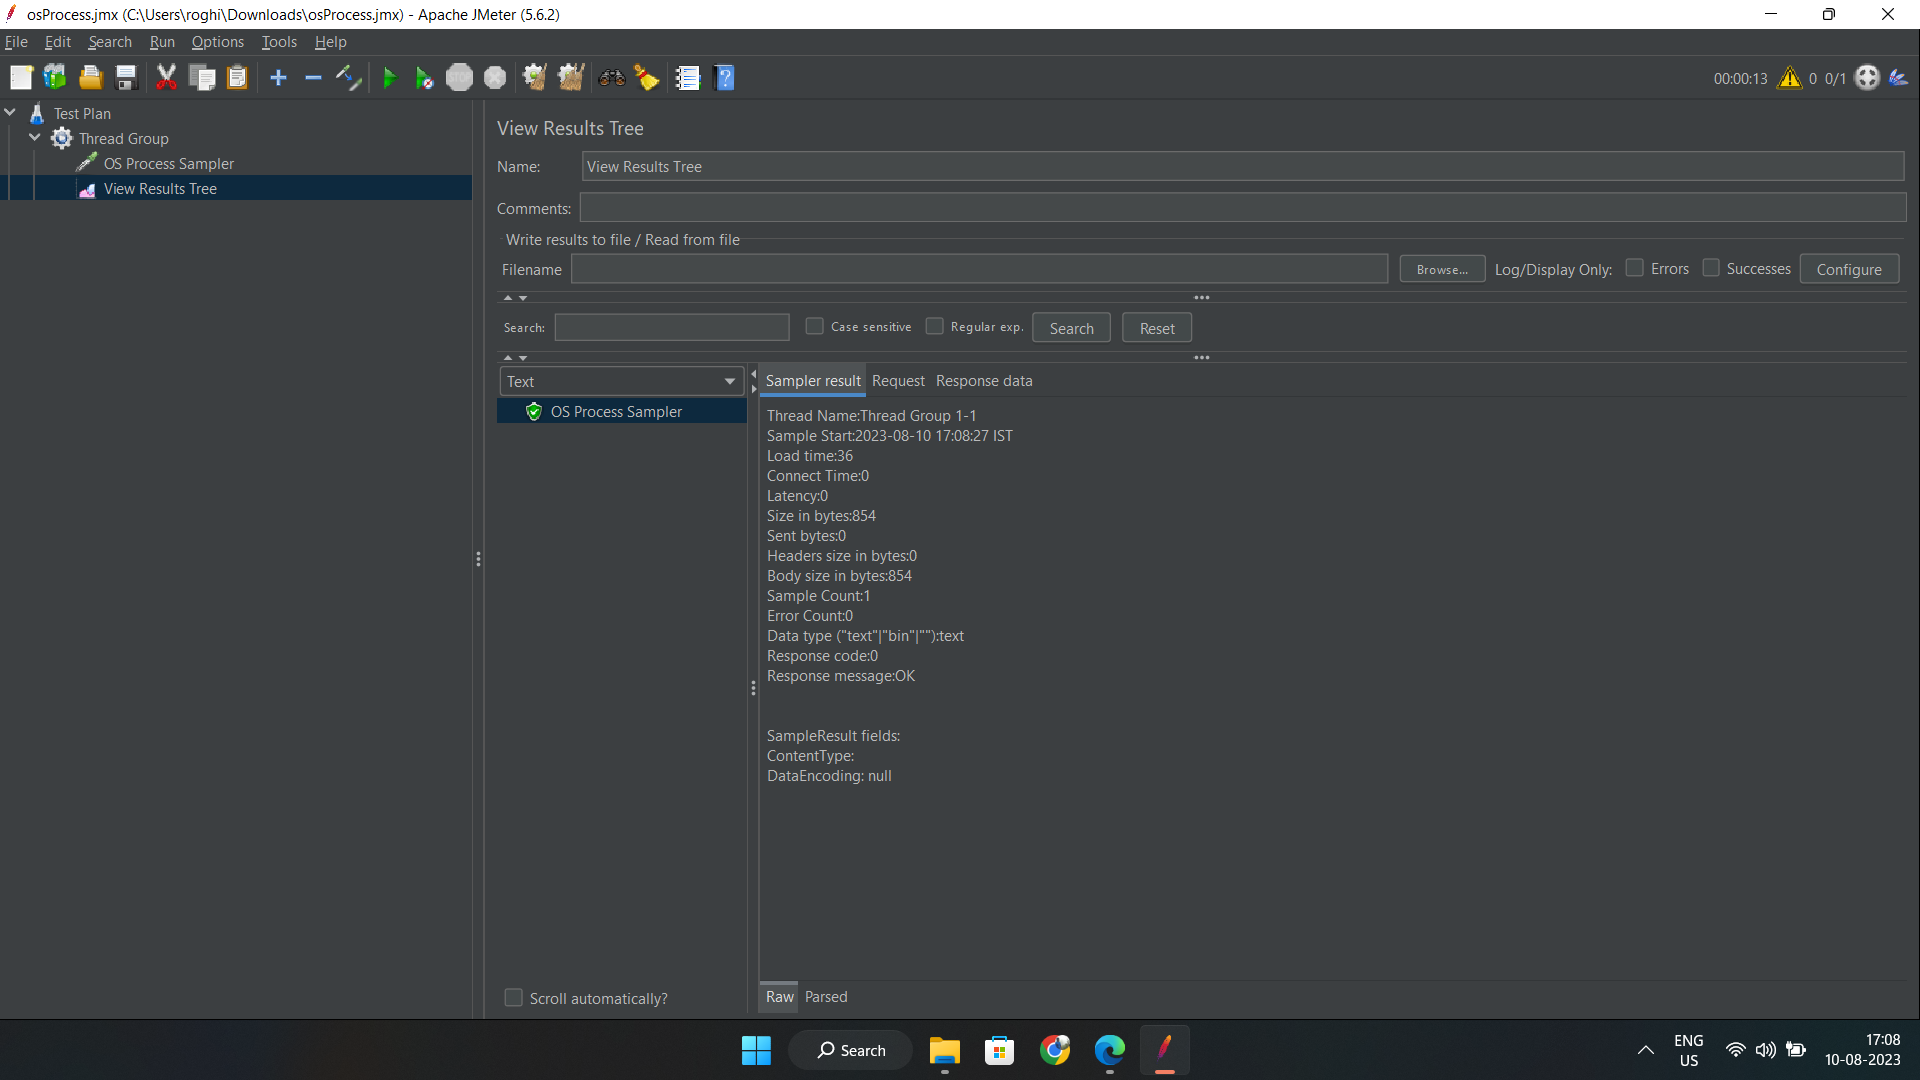 osProcess.jmx (C:\Users\roghi\Downloads\osProcess.jmx) - Apache JMeter (5.6.2)
File Edit Search Run Options Tools Help
STOP
00:00:13 0 0/1
Test Plan
Thread Group
OS Process Sampler
View Results Tree
View Results Tree
Name: View Results Tree
Comments:
Write results to file / Read from file
Filename Browse... Log/Display Only: Errors Successes Configure
Search: Case sensitive Regular exp. Search Reset
Text
OS Process Sampler
Sampler result Request Response data
Thread Name:Thread Group 1-1
Sample Start:2023-08-10 17:08:27 IST
Load time:36
Connect Time:0
Latency:0
Size in bytes:854
Sent bytes:0
Headers size in bytes:0
Body size in bytes:854
Sample Count:1
Error Count:0
Data type ("text"|"bin"|""):text
Response code:0
Response message:OK
SampleResult fields:
ContentType:
DataEncoding: null
Scroll automatically?
Raw Parsed
Search
ENG
US
17:08
10-08-2023